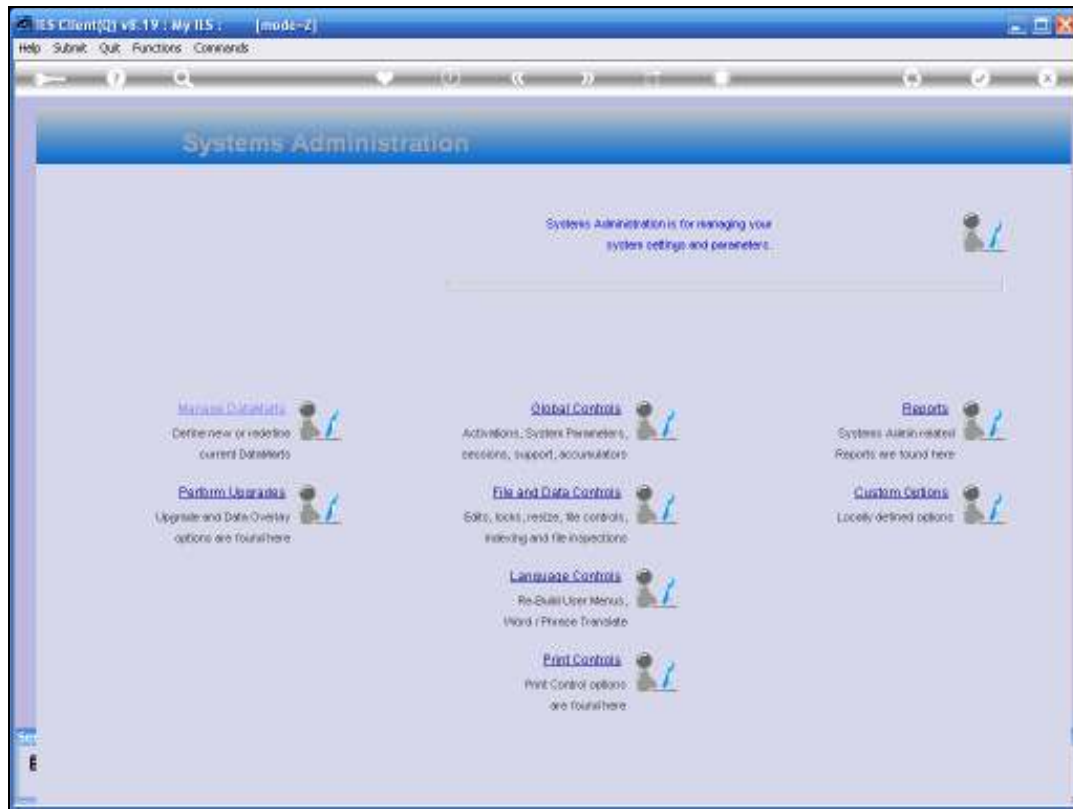 IES Client(Q) v8.19 : My IES : [mode-Z]
Help Submit Quit Functions Commands
Systems Administration
Systems Administration is for managing your
system settings and parameters.
Manage DataMarts
Define new or redefine
current DataMarts
Global Controls
Activations, System Parameters,
sessions, support, accumulators
Reports
Systems Admin related
Reports are found here
Perform Upgrades
Upgrade and Data Overlay
options are found here
File and Data Controls
Edits, locks, resize, file controls,
indexing and file inspections
Custom Options
Locally defined options
Language Controls
Re-Build User Menus,
Word / Phrase Translate
Print Controls
Print Control options
are found here